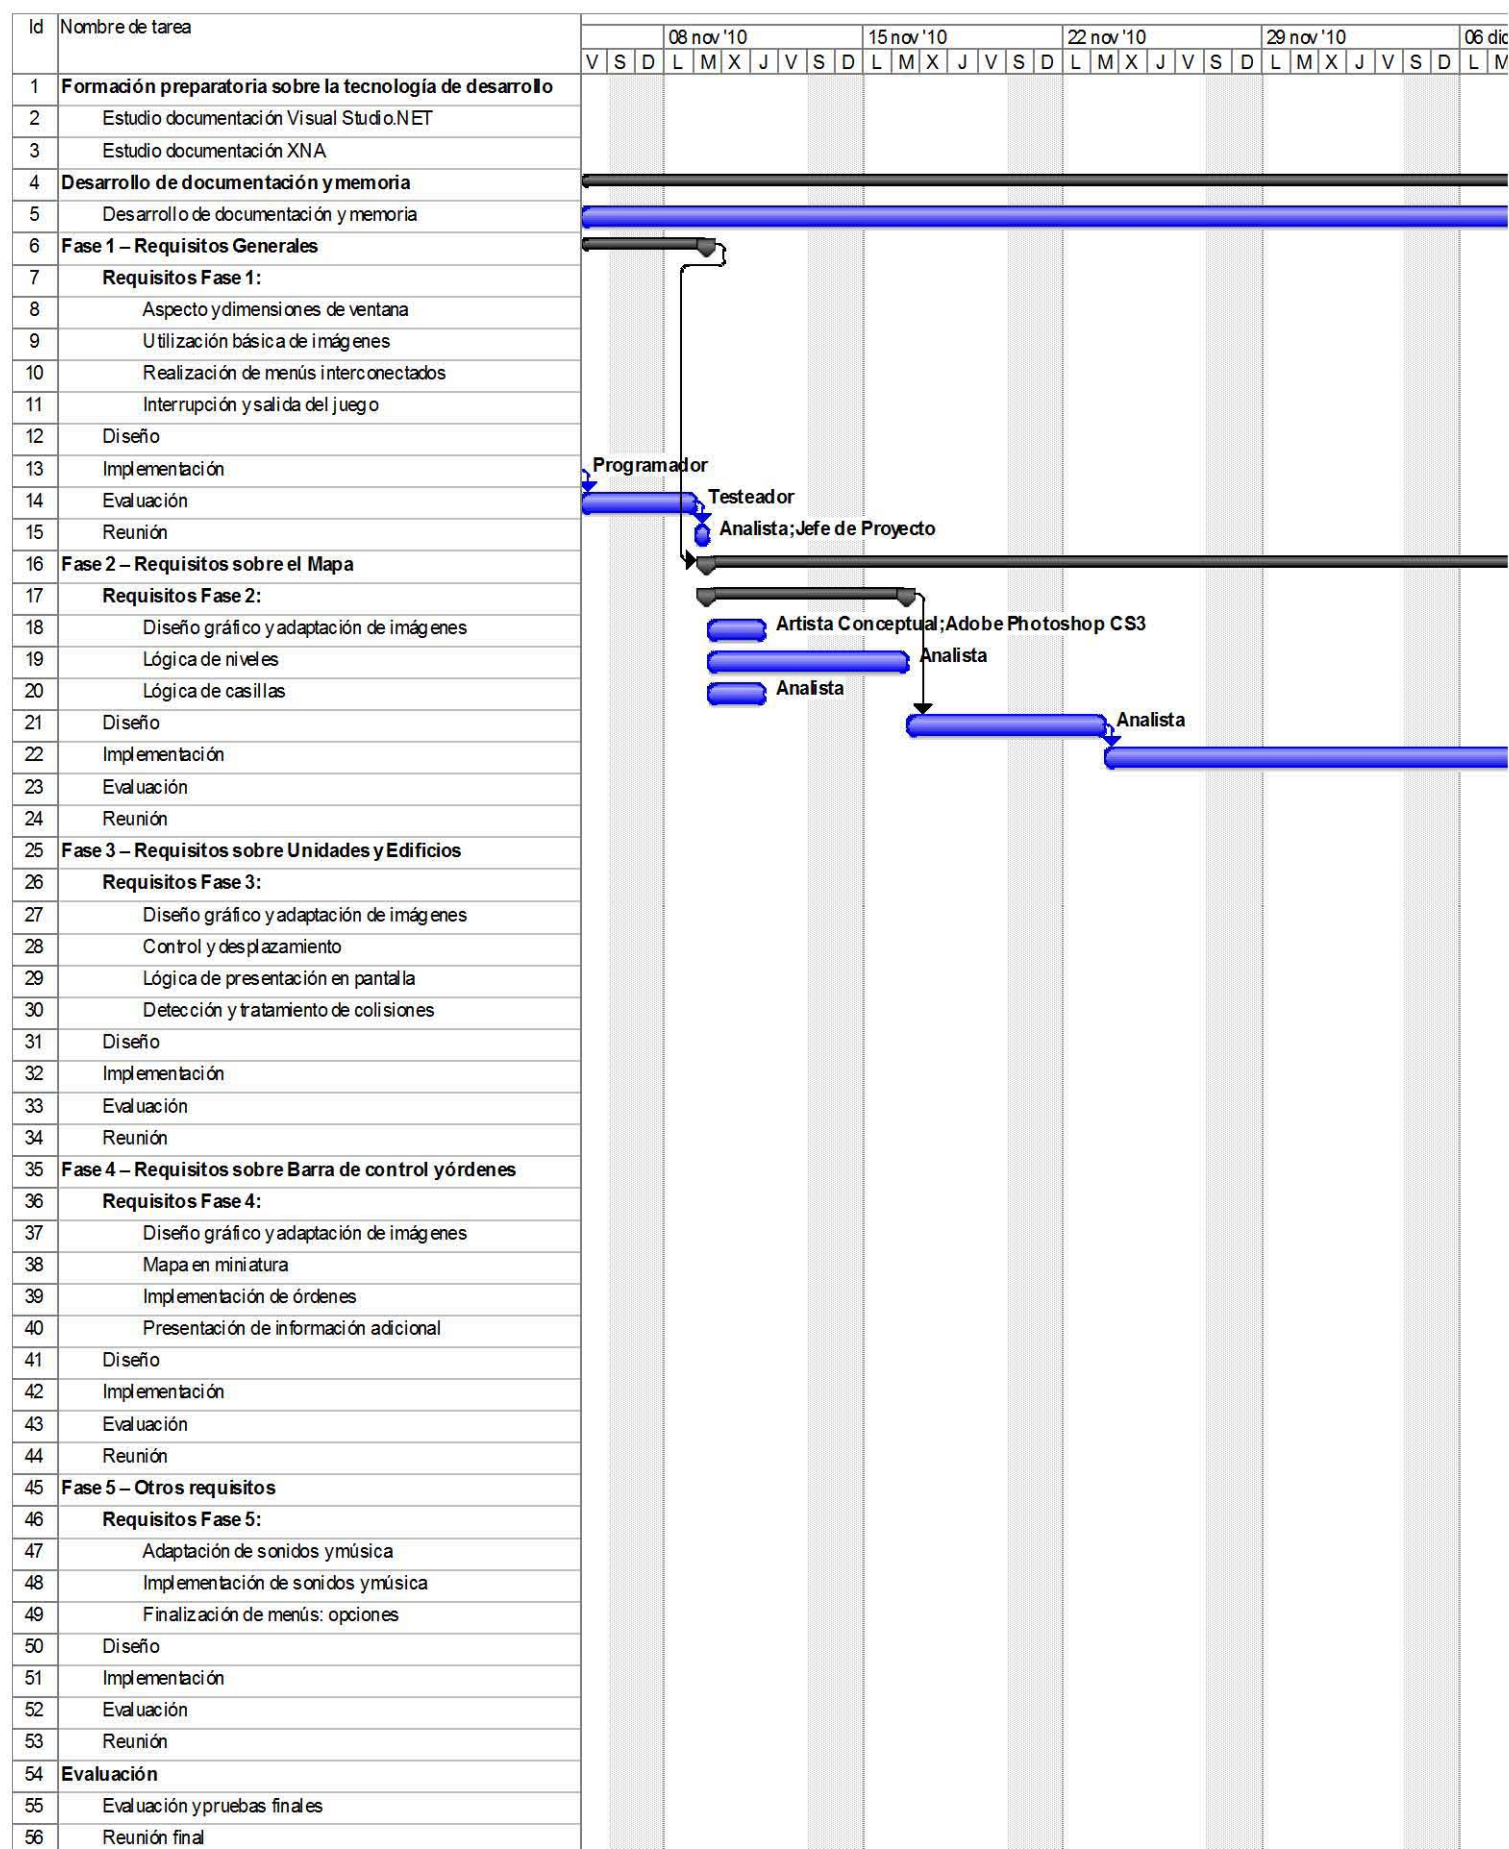 Id Nombre de tarea
08 nov '10 15 nov '10 22 nov '10 29 nov '10 06 dic
V S D L M X J V S D L M X J V S D L M X J V S D L M X J V S D L M
1 Formación preparatoria sobre la tecnología de desarrollo
2 Estudio documentación Visual Studio.NET
3 Estudio documentación XNA
4 Desarrollo de documentación y memoria
5 Desarrollo de documentación y memoria
6 Fase 1 – Requisitos Generales
7 Requisitos Fase 1:
8 Aspecto y dimensiones de ventana
9 Utilización básica de imágenes
10 Realización de menús interconectados
11 Interrupción y salida del juego
12 Diseño
13 Implementación Programador
14 Evaluación Testeador
15 Reunión Analista;Jefe de Proyecto
16 Fase 2 – Requisitos sobre el Mapa
17 Requisitos Fase 2:
18 Diseño gráfico y adaptación de imágenes Artista Conceptual;Adobe Photoshop CS3
19 Lógica de niveles Analista
20 Lógica de casillas Analista
21 Diseño Analista
22 Implementación
23 Evaluación
24 Reunión
25 Fase 3 – Requisitos sobre Unidades y Edificios
26 Requisitos Fase 3:
27 Diseño gráfico y adaptación de imágenes
28 Control y desplazamiento
29 Lógica de presentación en pantalla
30 Detección y tratamiento de colisiones
31 Diseño
32 Implementación
33 Evaluación
34 Reunión
35 Fase 4 – Requisitos sobre Barra de control y órdenes
36 Requisitos Fase 4:
37 Diseño gráfico y adaptación de imágenes
38 Mapa en miniatura
39 Implementación de órdenes
40 Presentación de información adicional
41 Diseño
42 Implementación
43 Evaluación
44 Reunión
45 Fase 5 – Otros requisitos
46 Requisitos Fase 5:
47 Adaptación de sonidos y música
48 Implementación de sonidos y música
49 Finalización de menús: opciones
50 Diseño
51 Implementación
52 Evaluación
53 Reunión
54 Evaluación
55 Evaluación y pruebas finales
56 Reunión final